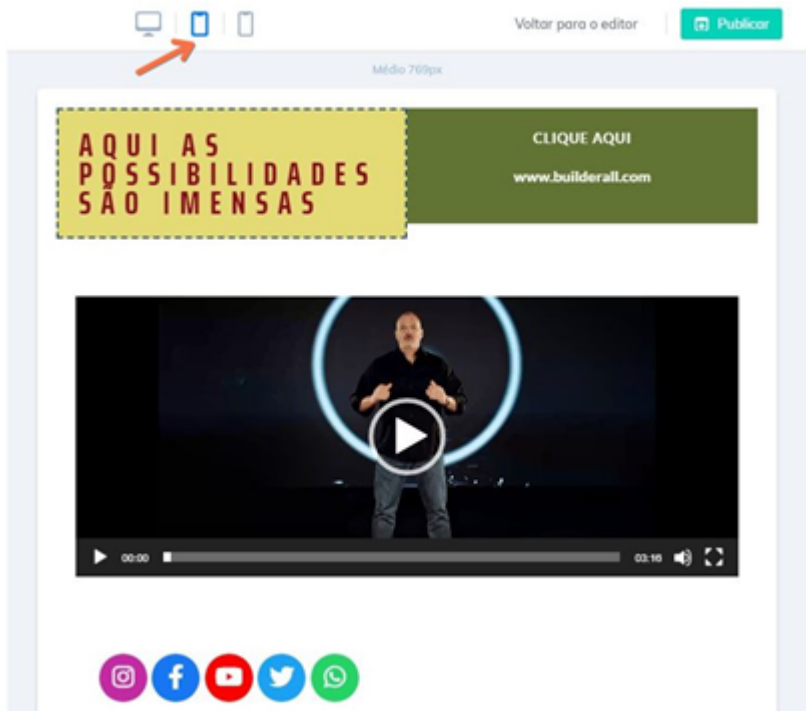 Voltar para o editor
Publicar
Médio 769px
AQUI AS
POSSIBILIDADES
SÃO IMENSAS
CLIQUE AQUI
www.builderall.com
00:00
03:16